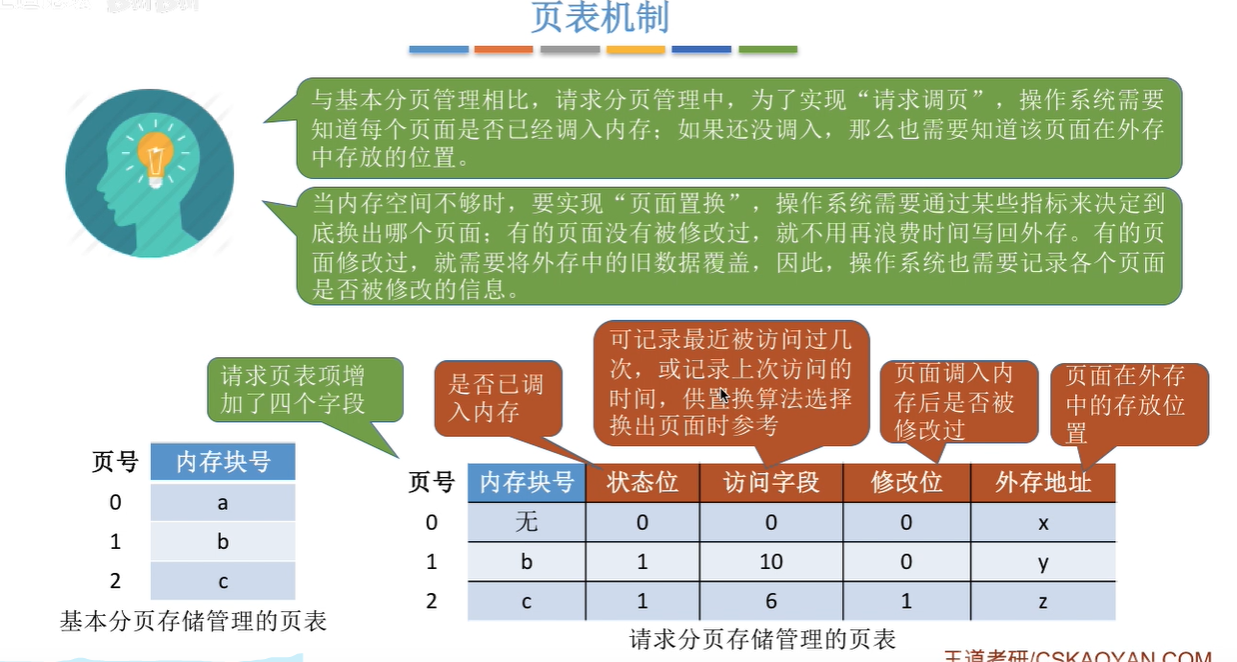 页表机制
与基本分页管理相比，请求分页管理中，为了实现“请求调页”，操作系统需要
知道每个页面是否已经调入内存；如果还没调入，那么也需要知道该页面在外存
中存放的位置。
当内存空间不够时，要实现“页面置换”，操作系统需要通过某些指标来决定到
底换出哪个页面；有的页面没有被修改过，就不用再浪费时间写回外存。有的页
面修改过，就需要将外存中的旧数据覆盖，因此，操作系统也需要记录各个页面
是否被修改的信息。
请求页表项增
加了四个字段
是否已调
入内存
可记录最近被访问过几
次，或记录上次访问的
时间，供置换算法选择
换出页面时参考
页面调入内
存后是否被
修改过
页面在外存
中的存放位
置
页号 内存块号
0 a
1 b
2 c
基本分页存储管理的页表
页号 内存块号 状态位 访问字段 修改位 外存地址
0 无 0 0 0 x
1 b 1 10 0 y
2 c 1 6 1 z
请求分页存储管理的页表
王道考研/CSKAOYAN.COM